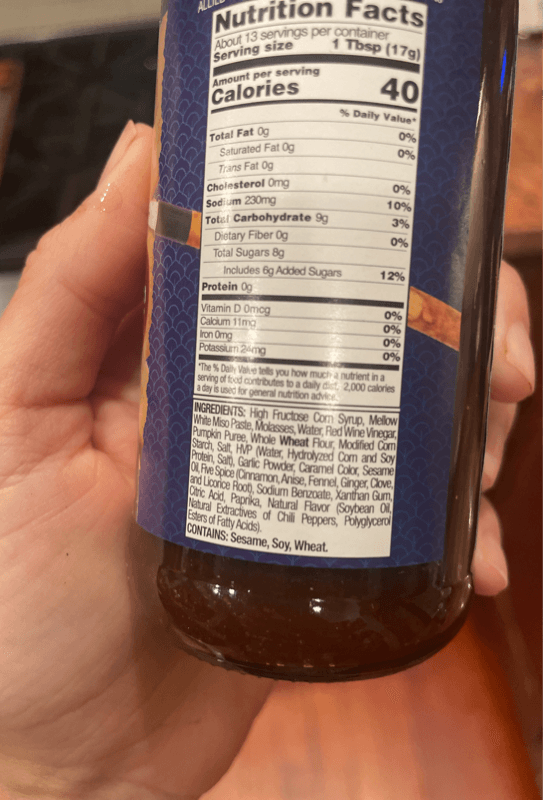 Nutrition Facts
About 13 servings per container
Serving size 1 Tbsp (17g)
Amount per serving
Calories 40
% Daily Value*
Total Fat 0g 0%
Saturated Fat 0g 0%
Trans Fat 0g
Cholesterol 0mg 0%
Sodium 230mg 10%
Total Carbohydrate 9g 3%
Dietary Fiber 0g 0%
Total Sugars 8g
Includes 6g Added Sugars 12%
Protein 0g
Vitamin D 0mcg 0%
Calcium 11mg 0%
Iron 0mg 0%
Potassium 24mg 0%
*The % Daily Value tells you how much a nutrient in a
serving of food contributes to a daily diet. 2,000 calories
a day is used for general nutrition advice.
INGREDIENTS: High Fructose Corn Syrup, Mellow
White Miso Paste, Molasses, Water, Red Wine Vinegar,
Pumpkin Puree, Whole Wheat Flour, Modified Corn
Starch, Salt, HVP (Water, Hydrolyzed Corn and Soy
Protein, Salt), Garlic Powder, Caramel Color, Sesame
Oil, Five Spice (Cinnamon, Anise, Fennel, Ginger, Clove,
and Licorice Root), Sodium Benzoate, Xanthan Gum,
Citric Acid, Paprika, Natural Flavor (Soybean Oil,
Natural Extractives of Chili Peppers, Polyglycerol
Esters of Fatty Acids).
CONTAINS: Sesame, Soy, Wheat.